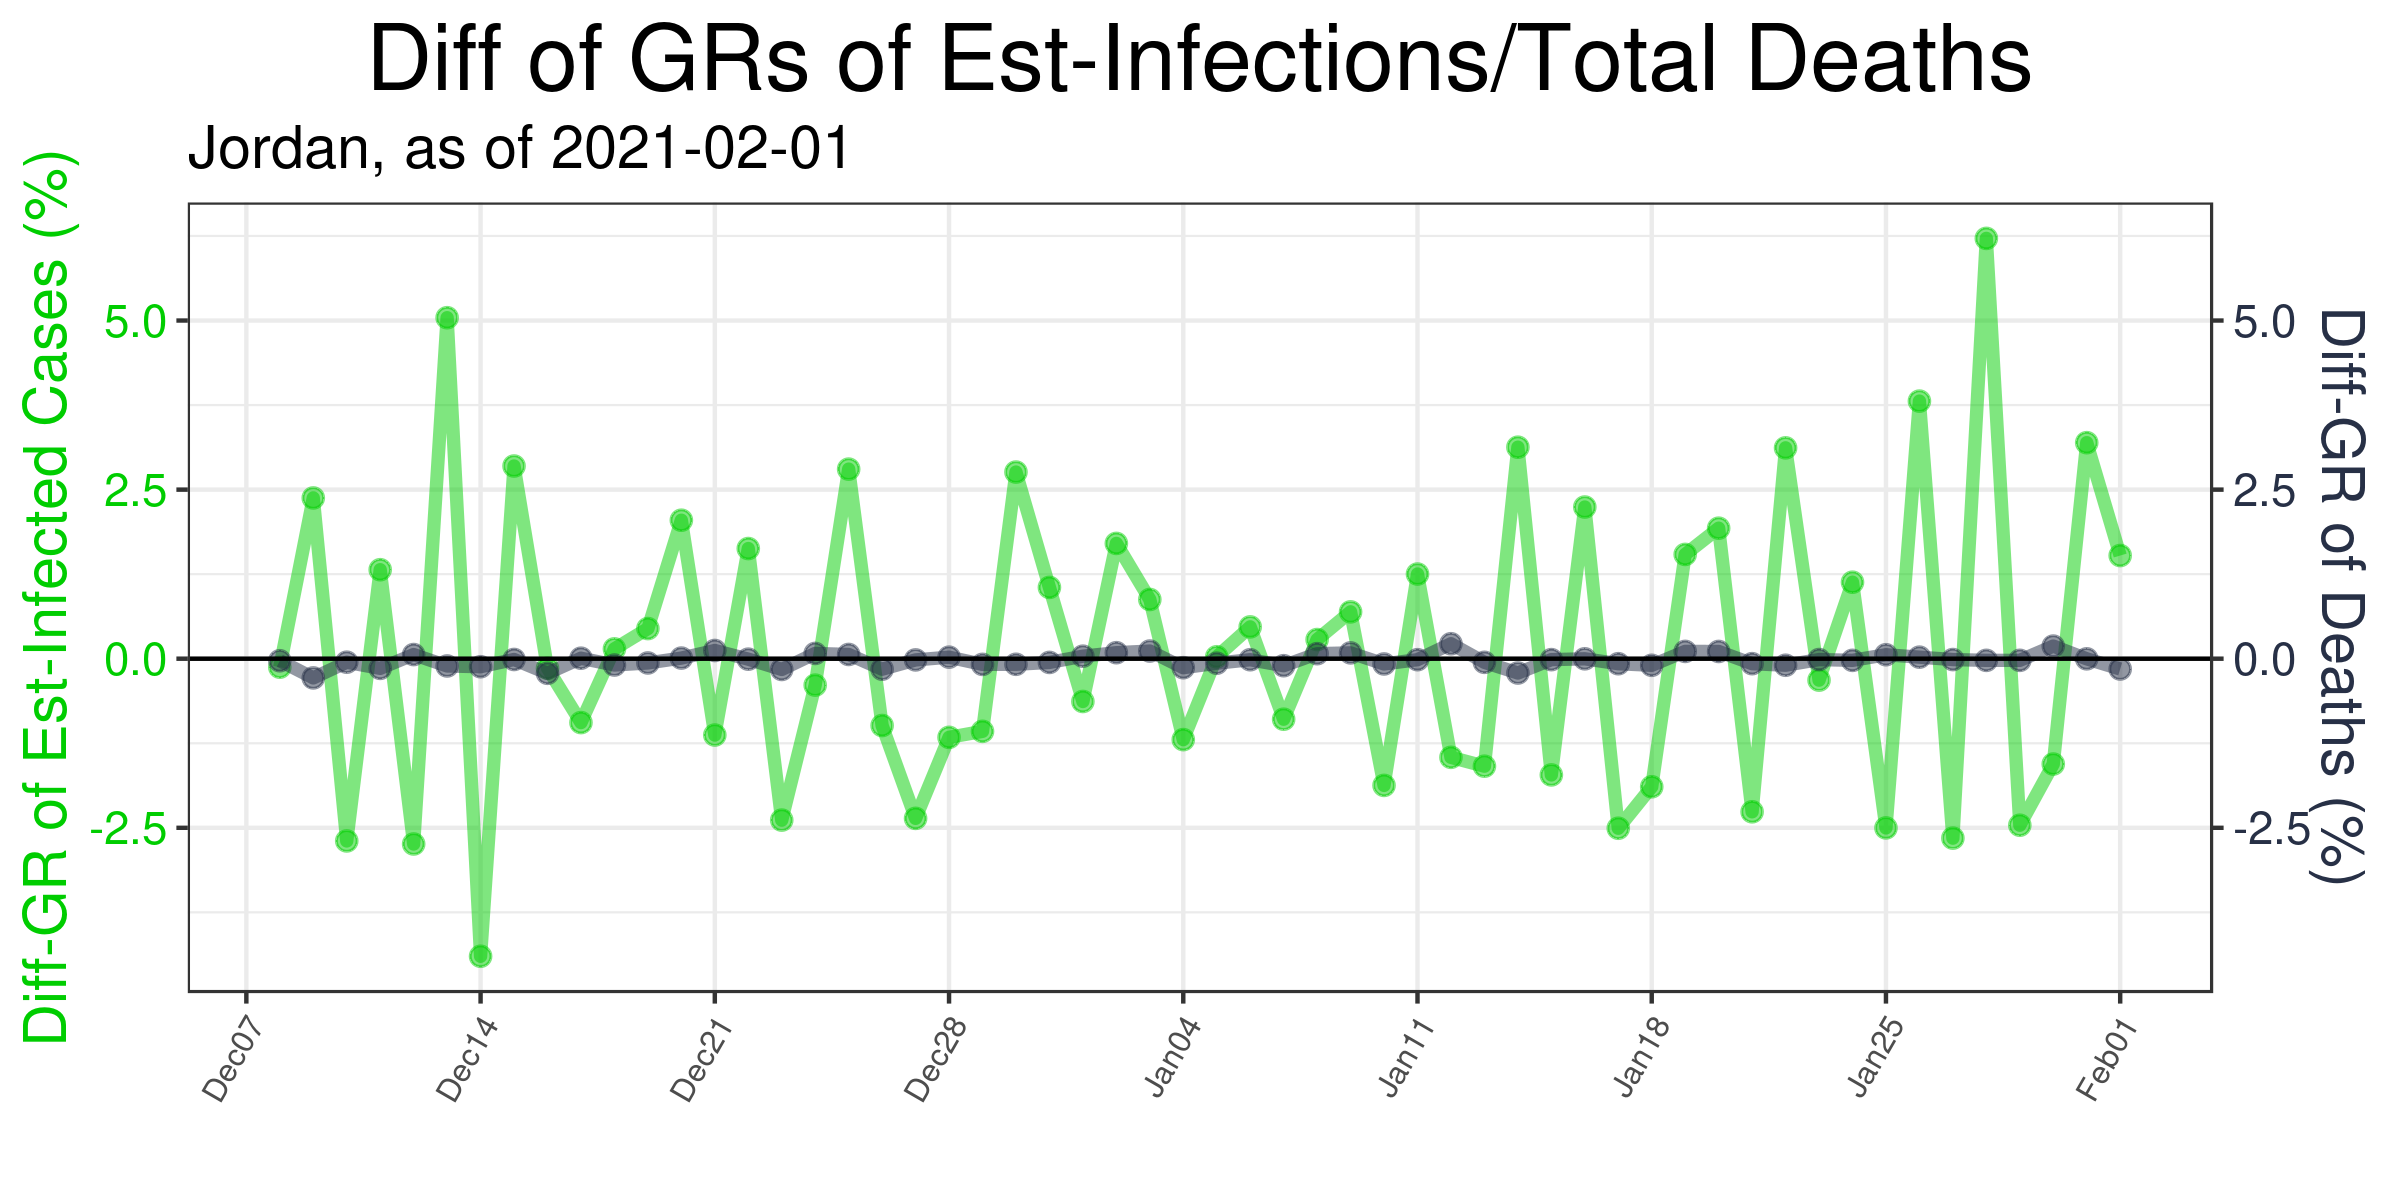 Diff of GRs of Est-Infections/Total Deaths
Jordan, as of 2021-02-01
Diff-GR of Est-Infected Cases (%)
5.0
2.5
0.0
-2.5
5.0
2.5
0.0
-2.5
Diff-GR of Deaths (%)
Dec07
Dec14
Dec21
Dec28
Jan04
Jan11
Jan18
Jan25
Feb01